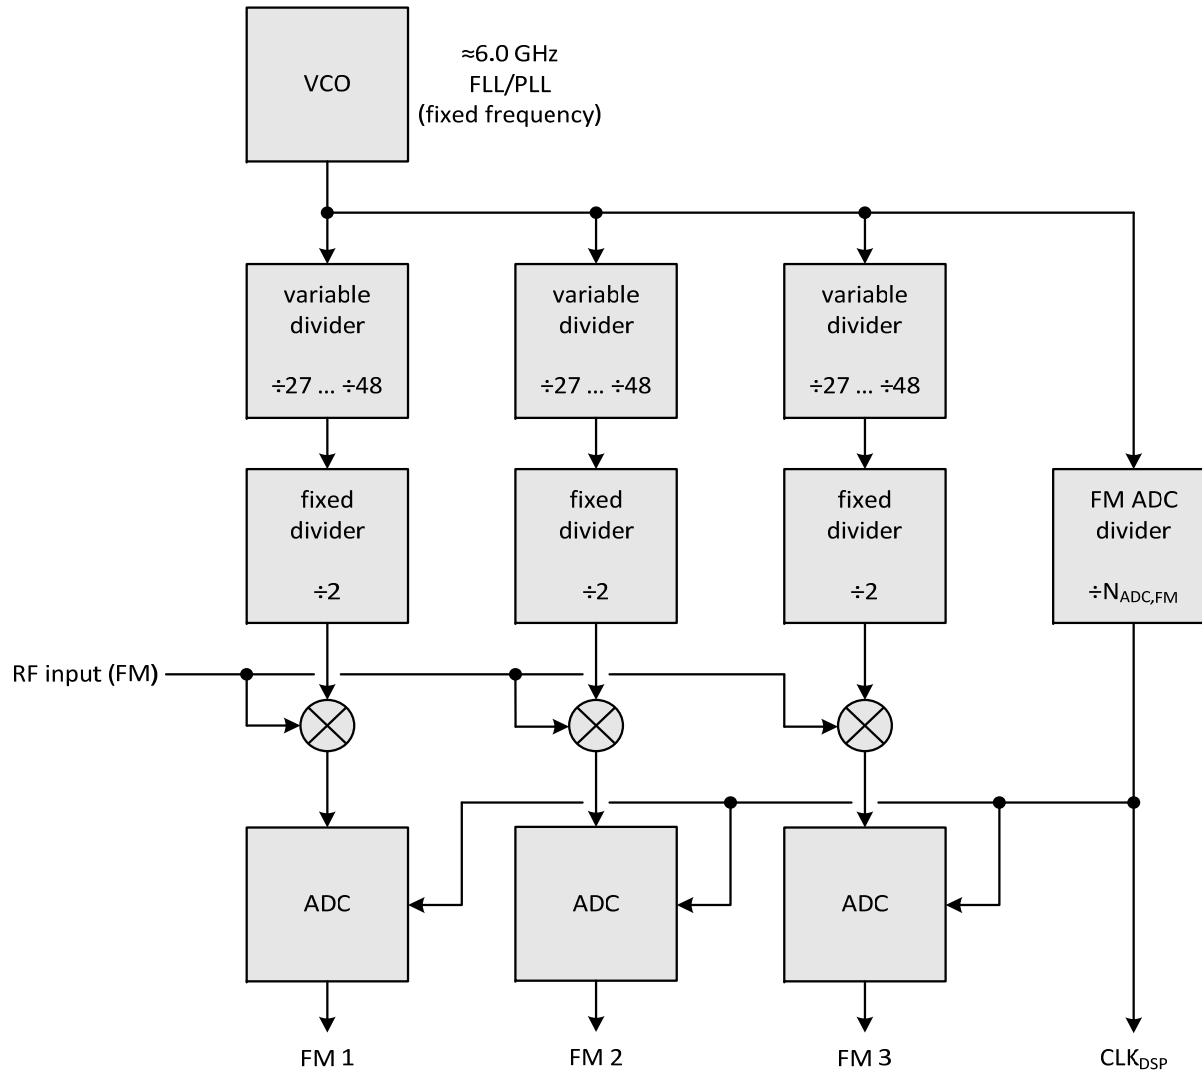 VCO
≈6.0 GHz
FLL/PLL
(fixed frequency)
variable
divider
÷27 ... ÷48
variable
divider
÷27 ... ÷48
variable
divider
÷27 ... ÷48
fixed
divider
÷2
fixed
divider
÷2
fixed
divider
÷2
FM ADC
divider
÷N_ADC,FM
RF input (FM)
ADC
ADC
ADC
FM 1
FM 2
FM 3
CLK_DSP